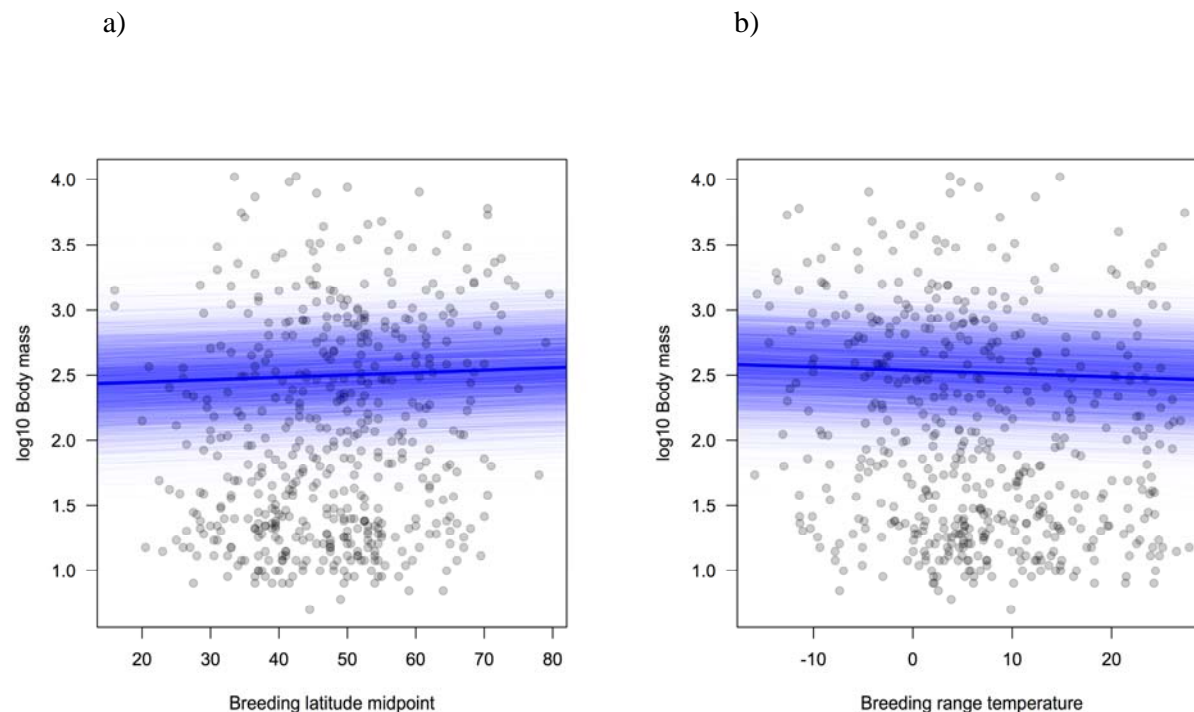 a)
b)
4.0
3.5
3.0
2.5
2.0
1.5
1.0
log10 Body mass
20 30 40 50 60 70 80
Breeding latitude midpoint
4.0
3.5
3.0
2.5
2.0
1.5
1.0
log10 Body mass
-10 0 10 20
Breeding range temperature